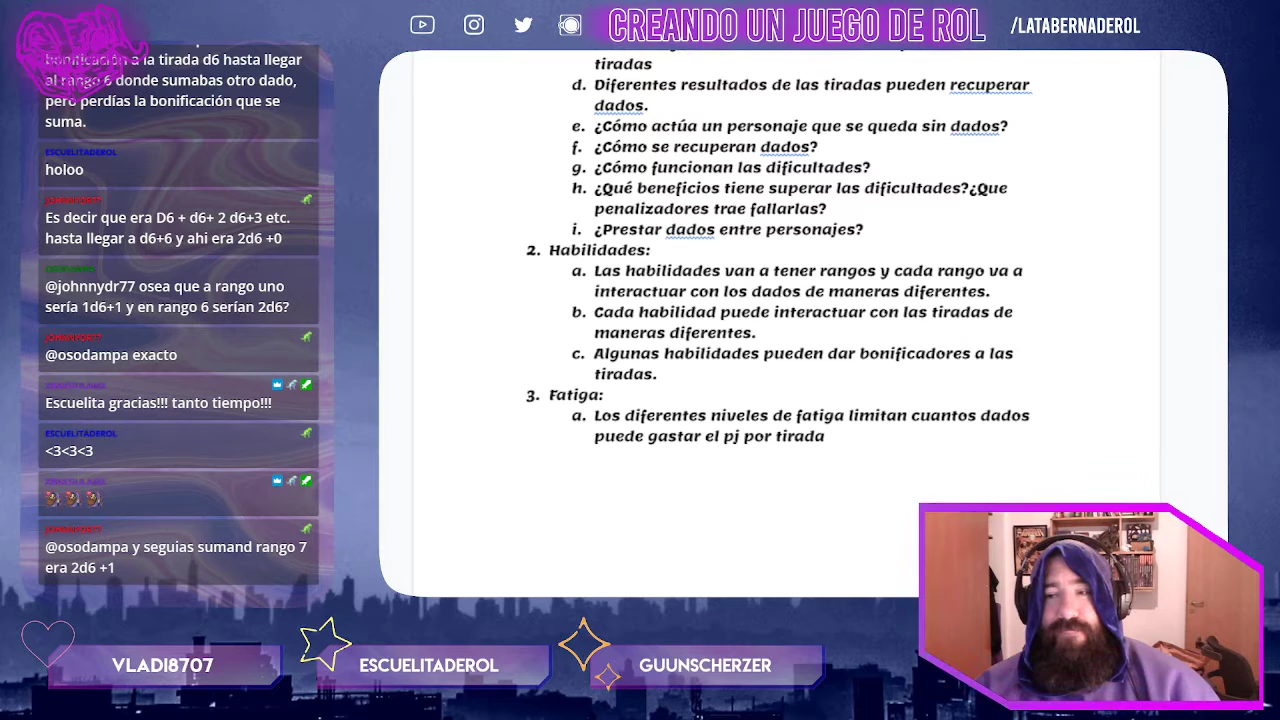 CREANDO UN JUEGO DE ROL
/LATABERNADEROL
bonificación a la tirada d6 hasta llegar
al rango 6 donde sumabas otro dado,
pero perdías la bonificación que se
suma.
ESCUELITADEROL
holoo
Es decir que era D6 + d6+ 2 d6+3 etc.
hasta llegar a d6+6 y ahi era 2d6 +0
@johnnydr77 osea que a rango uno
sería 1d6+1 y en rango 6 serían 2d6?
@osodampa exacto
Escuelita gracias!!! tanto tiempo!!!
ESCUELITADEROL
<3<3<3
@osodampa y seguias sumand rango 7
era 2d6 +1
tiradas
d. Diferentes resultados de las tiradas pueden recuperar
dados.
e. ¿Cómo actúa un personaje que se queda sin dados?
f. ¿Cómo se recuperan dados?
g. ¿Cómo funcionan las dificultades?
h. ¿Qué beneficios tiene superar las dificultades?¿Que
penalizadores trae fallarlas?
i. ¿Prestar dados entre personajes?
2. Habilidades:
a. Las habilidades van a tener rangos y cada rango va a
interactuar con los dados de maneras diferentes.
b. Cada habilidad puede interactuar con las tiradas de
maneras diferentes.
c. Algunas habilidades pueden dar bonificadores a las
tiradas.
3. Fatiga:
a. Los diferentes niveles de fatiga limitan cuantos dados
puede gastar el pj por tirada
VLADI8707
ESCUELITADEROL
GUUNSCHERZER